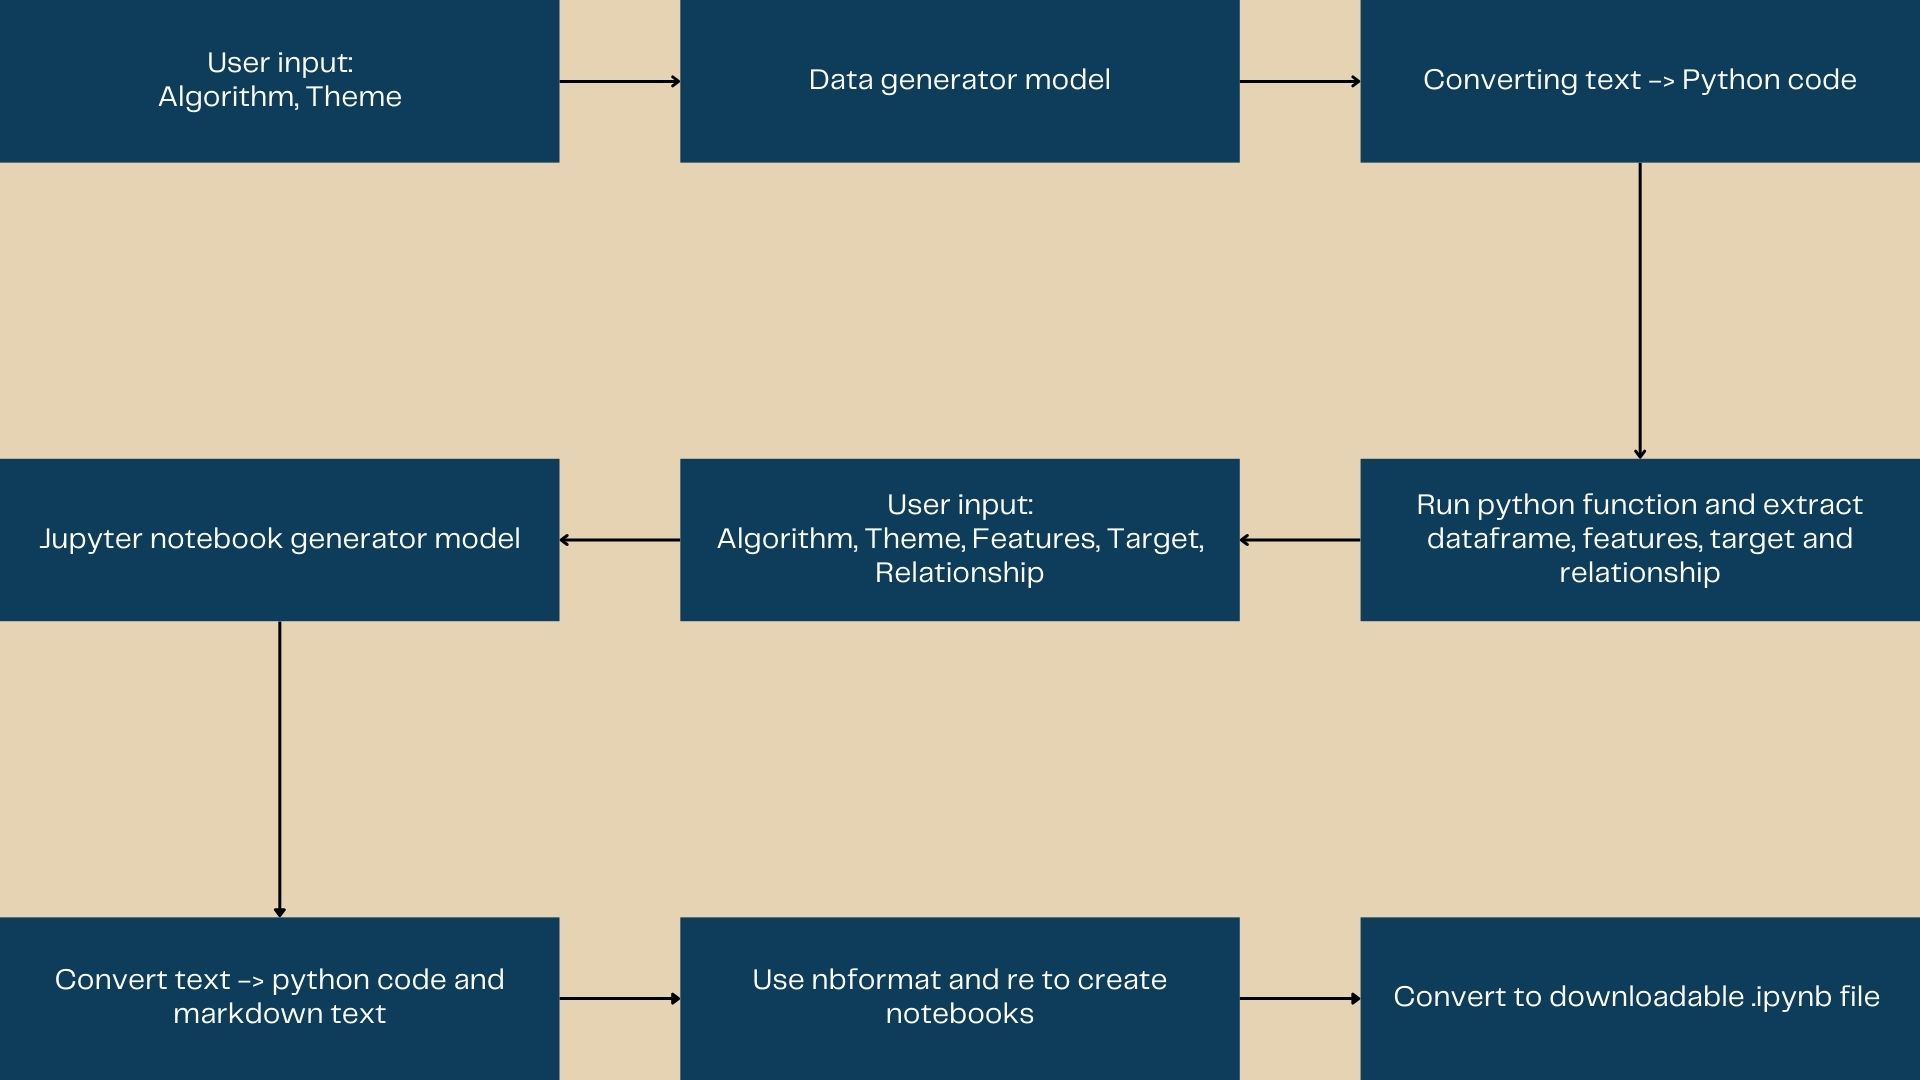 User input:
Algorithm, Theme
Data generator model
Converting text -> Python code
Run python function and extract
dataframe, features, target and
relationship
User input:
Algorithm, Theme, Features, Target,
Relationship
Jupyter notebook generator model
Convert text -> python code and
markdown text
Use nbformat and re to create
notebooks
Convert to downloadable .ipynb file